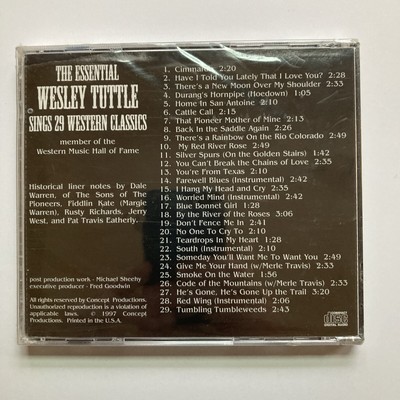 THE ESSENTIAL
WESLEY TUTTLE
SINGS 29 WESTERN CLASSICS
member of the
Western Music Hall of Fame
Historical liner notes by Dale
Warren, of The Sons of The
Pioneers, Fiddlin Kate (Margie
Warren), Rusty Richards, Jerry
West, and Pat Travis Eatherly.
post production work - Michael Sheehy
executive producer - Fred Goodwin
All rights reserved by Concept Productions.
Unauthorized reproduction is a violation of
applicable laws. © 1997 Concept
Productions. Printed in the U.S.A.
1. Cimmaron 2:20
2. Have I Told You Lately That I Love You? 2:28
3. There's a New Moon Over My Shoulder 2:33
4. Durang's Hornpipe (Hoedown) 1:05
5. Home In San Antoine 2:10
6. Cattle Call 2:15
7. That Pioneer Mother of Mine 2:13
8. Back in the Saddle Again 2:26
9. There's a Rainbow On the Rio Colorado 2:49
10. My Red River Rose 2:49
11. Silver Spurs (On the Golden Stairs) 1:42
12. You Can't Break the Chains of Love 2:35
13. You're From Texas 2:10
14. Farewell Blues (Instrumental) 2:42
15. I Hang My Head and Cry 2:35
16. Worried Mind (Instrumental) 2:42
17. Blue Bonnet Girl 1:28
18. By the River of the Roses 3:06
19. Don't Fence Me In 2:41
20. No One To Cry To 2:10
21. Teardrops In My Heart 1:28
22. South (Instrumental) 2:10
23. Someday You'll Want Me To Want You 2:49
24. Give Me Your Hand (w/Merle Travis) 2:33
25. Smoke On the Water 1:56
26. Code of the Mountains (w/Merle Travis) 2:32
27. He's Gone, He's Gone Up the Trail 3:20
28. Red Wing (Instrumental) 2:06
29. Tumbling Tumbleweeds 2:43
COMPACT
disc
DIGITAL AUDIO